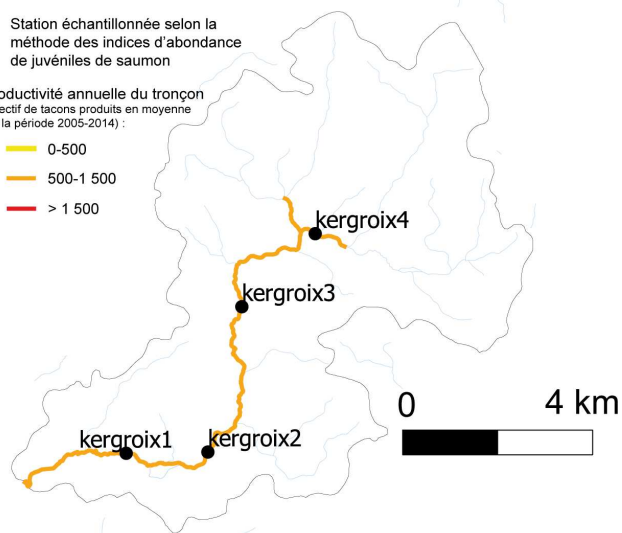 Station échantillonnée selon la
méthode des indices d'abondance
de juvéniles de saumon
oductivité annuelle du tronçon
ectif de tacons produits en moyenne
la période 2005-2014) :
0-500
500-1 500
> 1 500
kergroix4
kergroix3
0 4 km
kergroix1 kergroix2